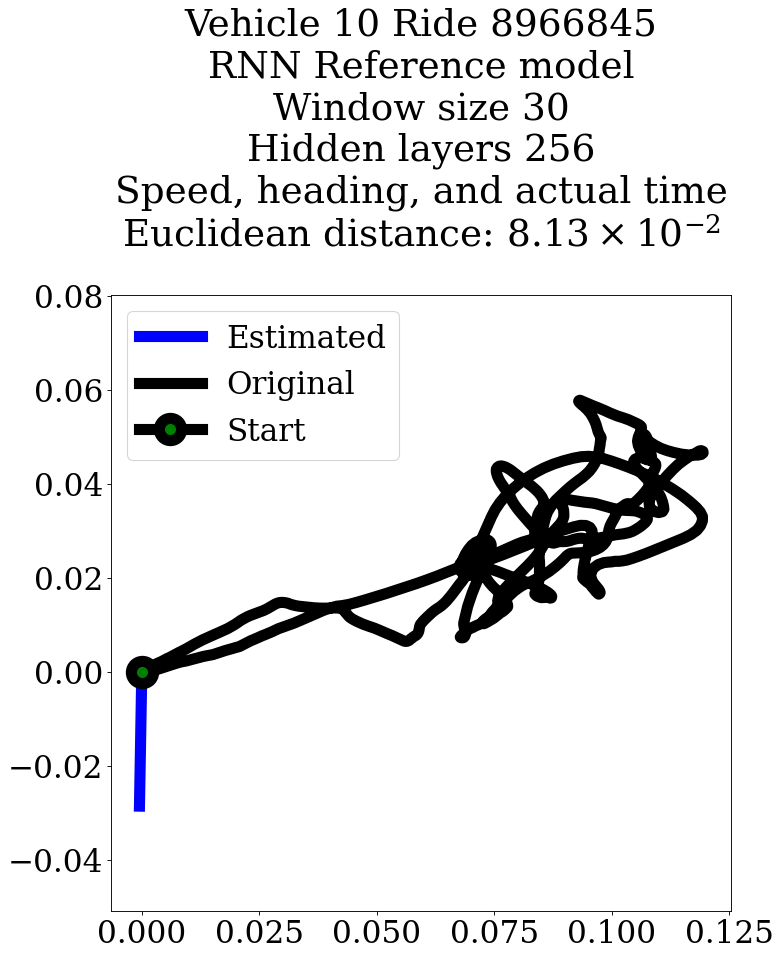 Vehicle 10 Ride 8966845
RNN Reference model
Window size 30
Hidden layers 256
Speed, heading, and actual time
Euclidean distance: 8.13 × 10⁻²
Estimated
Original
Start
0.08
0.06
0.04
0.02
0.00
−0.02
−0.04
0.000 0.025 0.050 0.075 0.100 0.125